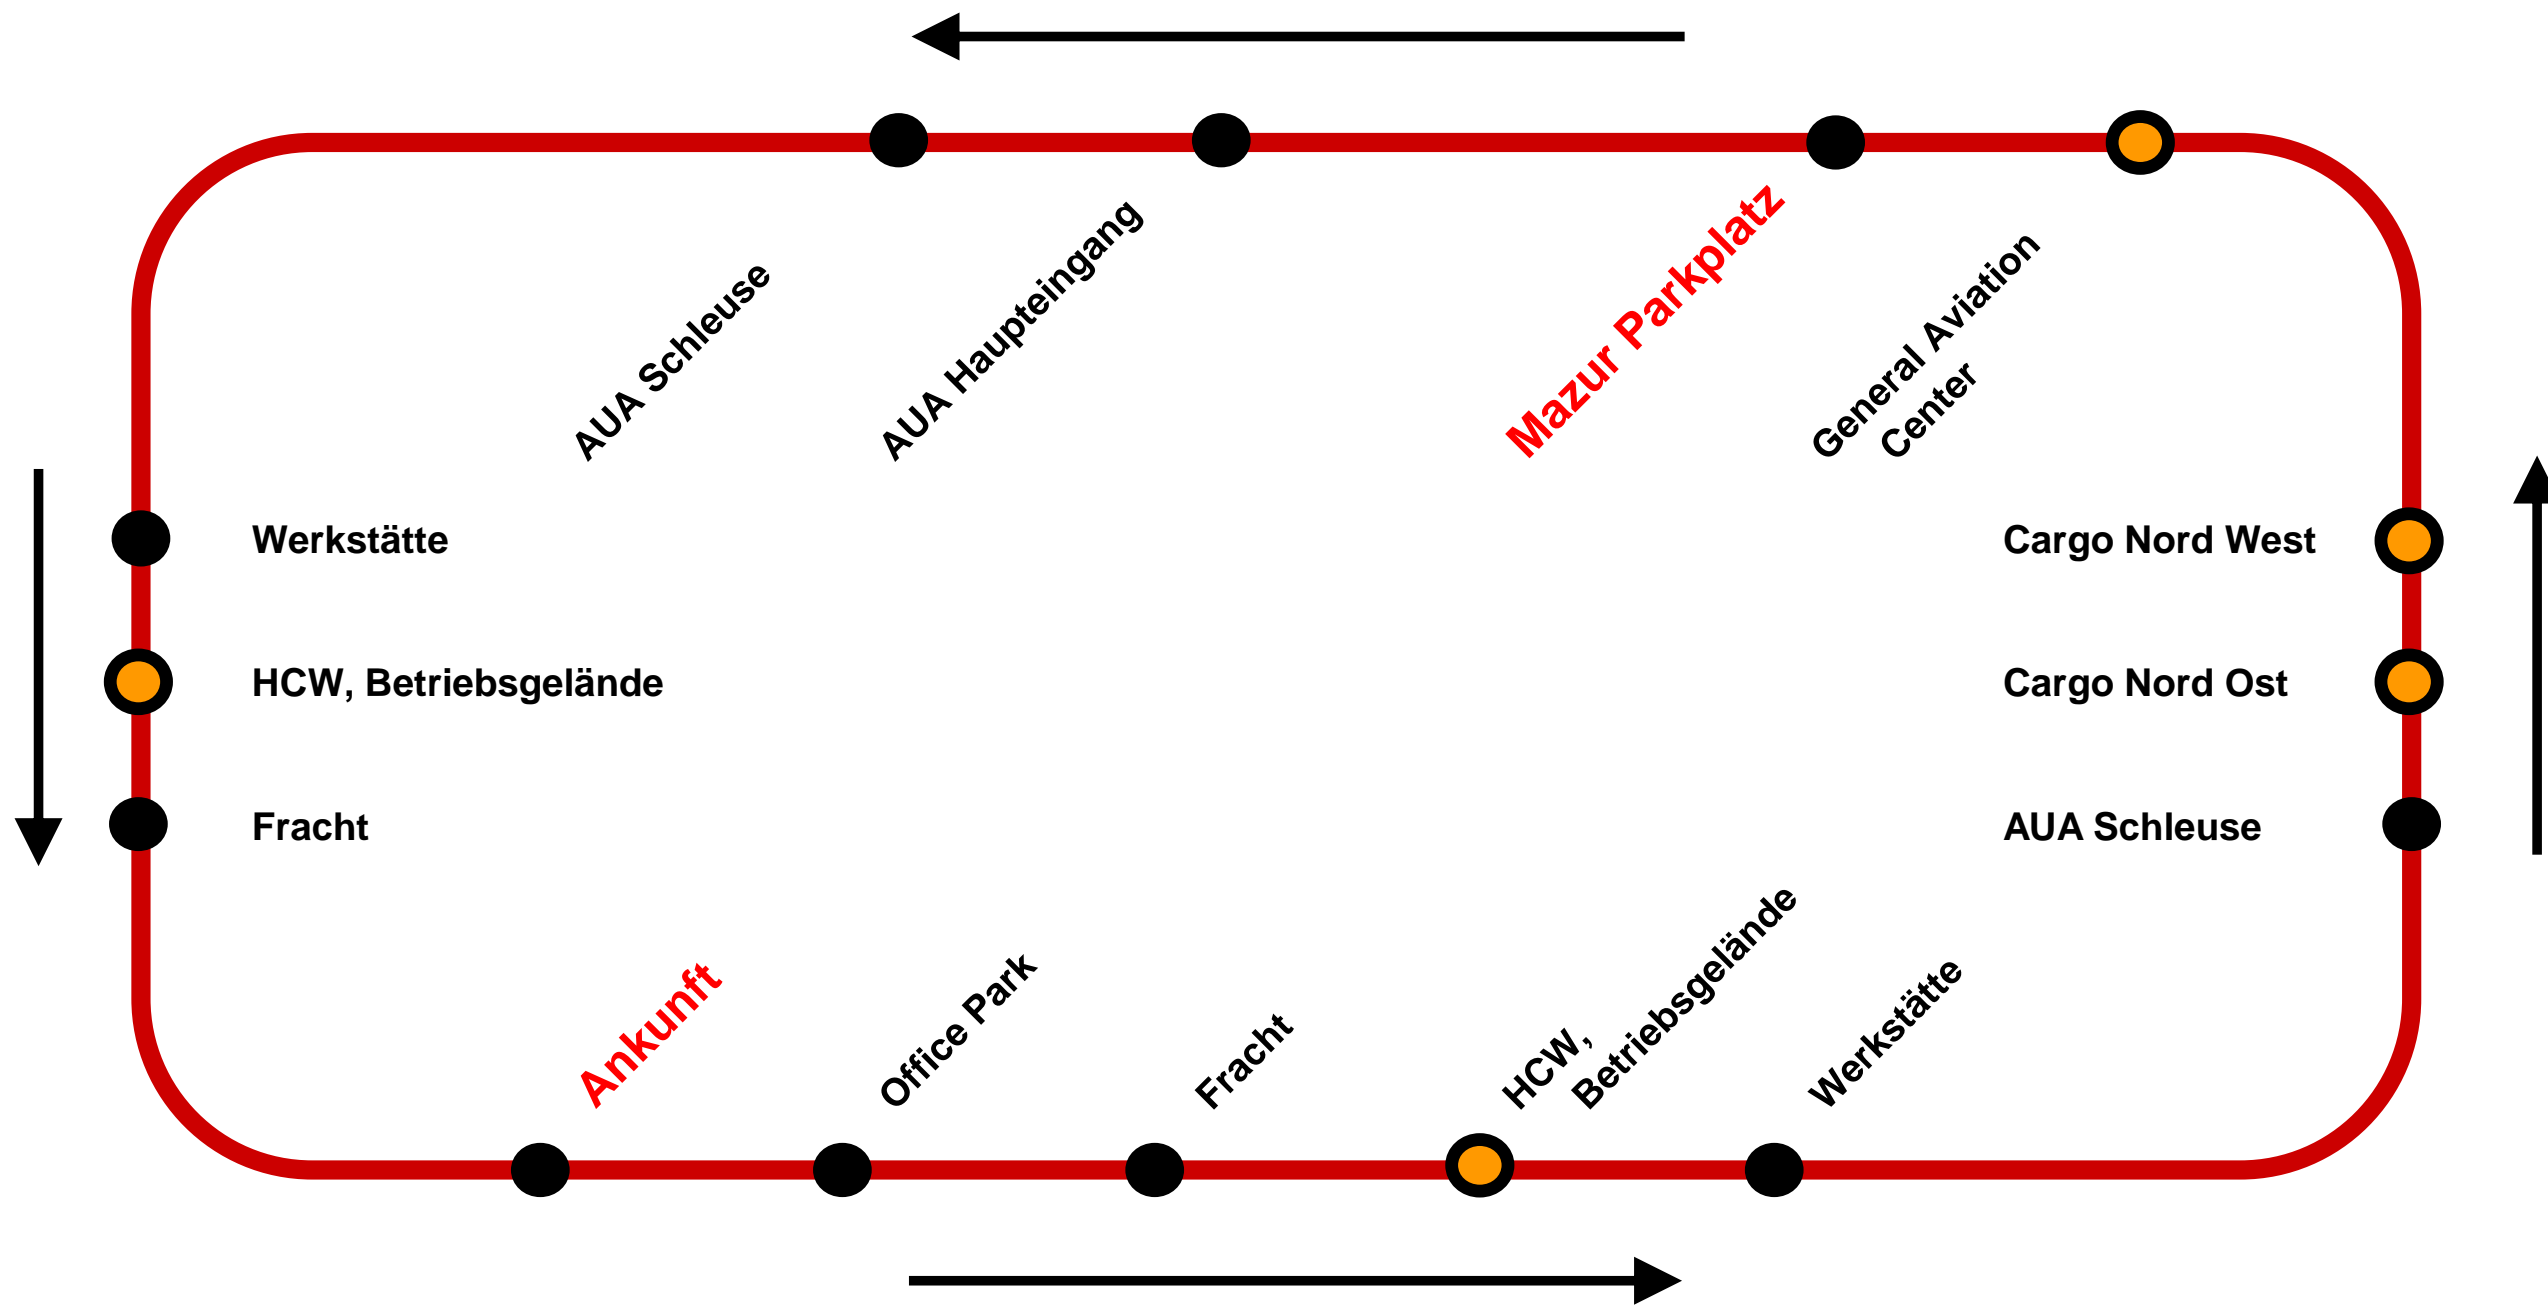 AUA Schleuse
AUA Haupteingang
Mazur Parkplatz
General Aviation
Center
Werkstätte
Cargo Nord West
HCW, Betriebsgelände
Cargo Nord Ost
Fracht
AUA Schleuse
Ankunft
Office Park
Fracht
HCW,
Betriebsgelände
Werkstätte